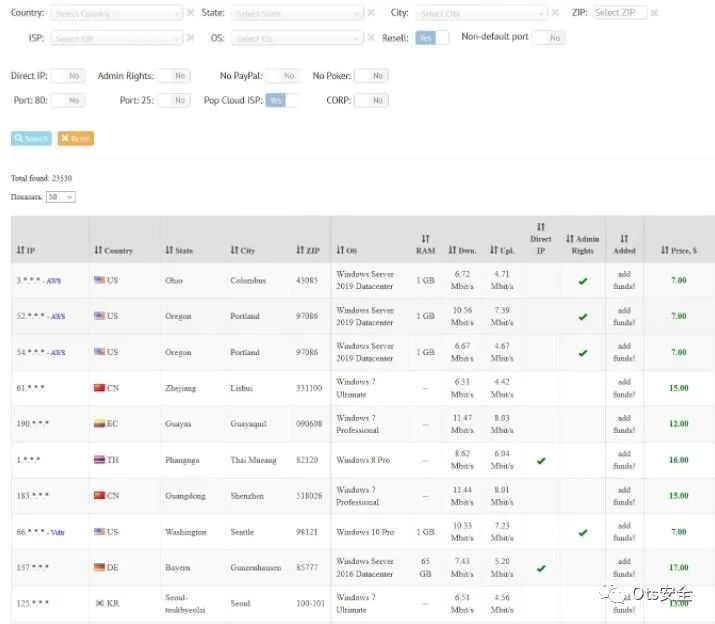 Country: Select Country State: Select State City: Select City ZIP: Select ZIP
ISP: Select ISP OS: Select OS Resell: Yes Non-default port No
Direct IP: No Admin Rights: No No PayPal: No No Poker: No
Port: 80: No Port: 25: No Pop Cloud ISP: Yes CORP: No
Search Reset
Total found: 23530
Показать: 50
IP Country State City ZIP OS RAM Dwn. Upl. Direct IP Admin Rights Added Price, $
3.*.*.* - AWS US Ohio Columbus 43085 Windows Server 2019 Datacenter 1 GB 6.72 Mbit/s 4.71 Mbit/s ✔ add funds! 7.00
52.*.*.* - AWS US Oregon Portland 97086 Windows Server 2019 Datacenter 1 GB 10.56 Mbit/s 7.39 Mbit/s ✔ add funds! 7.00
54.*.*.* - AWS US Oregon Portland 97086 Windows Server 2019 Datacenter 1 GB 6.67 Mbit/s 4.67 Mbit/s ✔ add funds! 7.00
61.*.*.* CN Zhejiang Lishui 331100 Windows 7 Ultimate -- 6.31 Mbit/s 4.42 Mbit/s add funds! 15.00
190.*.*.* EC Guayas Guayaquil 090608 Windows 7 Professional -- 11.47 Mbit/s 8.03 Mbit/s add funds! 12.00
1.*.*.* TH Phangnga Thai Mueang 82120 Windows 8 Pro -- 8.62 Mbit/s 6.04 Mbit/s ✔ add funds! 16.00
183.*.*.* CN Guangdong Shenzhen 518026 Windows 7 Professional -- 11.44 Mbit/s 8.01 Mbit/s add funds! 15.00
66.*.*.* - Vultr US Washington Seattle 98121 Windows 10 Pro 1 GB 10.33 Mbit/s 7.23 Mbit/s ✔ add funds! 7.00
157.*.*.* DE Bayern Gunzenhausen 85777 Windows Server 2016 Datacenter 65 GB 7.43 Mbit/s 5.20 Mbit/s ✔ add funds! 17.00
125.*.*.* KR Seoul-teukbyeolsi Seoul 100-101 Windows 7 Ultimate -- 6.51 Mbit/s 4.56 Mbit/s add funds! 13.00
Ots安全